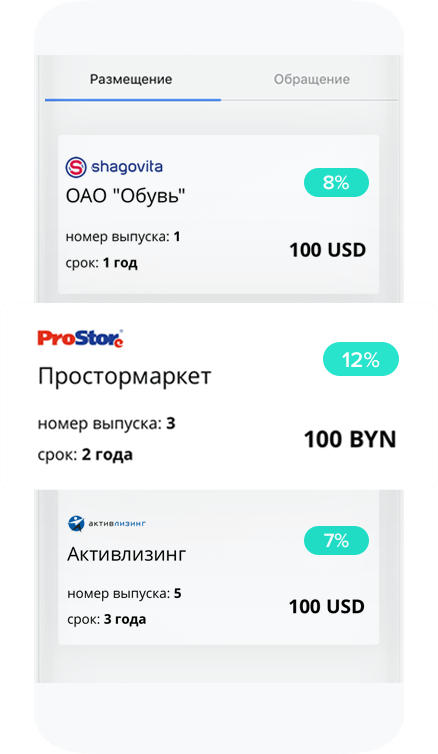 Размещение Обращение
shagovita
8%
ОАО "Обувь"
номер выпуска: 1
100 USD
срок: 1 год
ProStore
12%
Простормаркет
номер выпуска: 3
100 BYN
срок: 2 года
активлизинг
7%
Активлизинг
номер выпуска: 5
100 USD
срок: 3 года